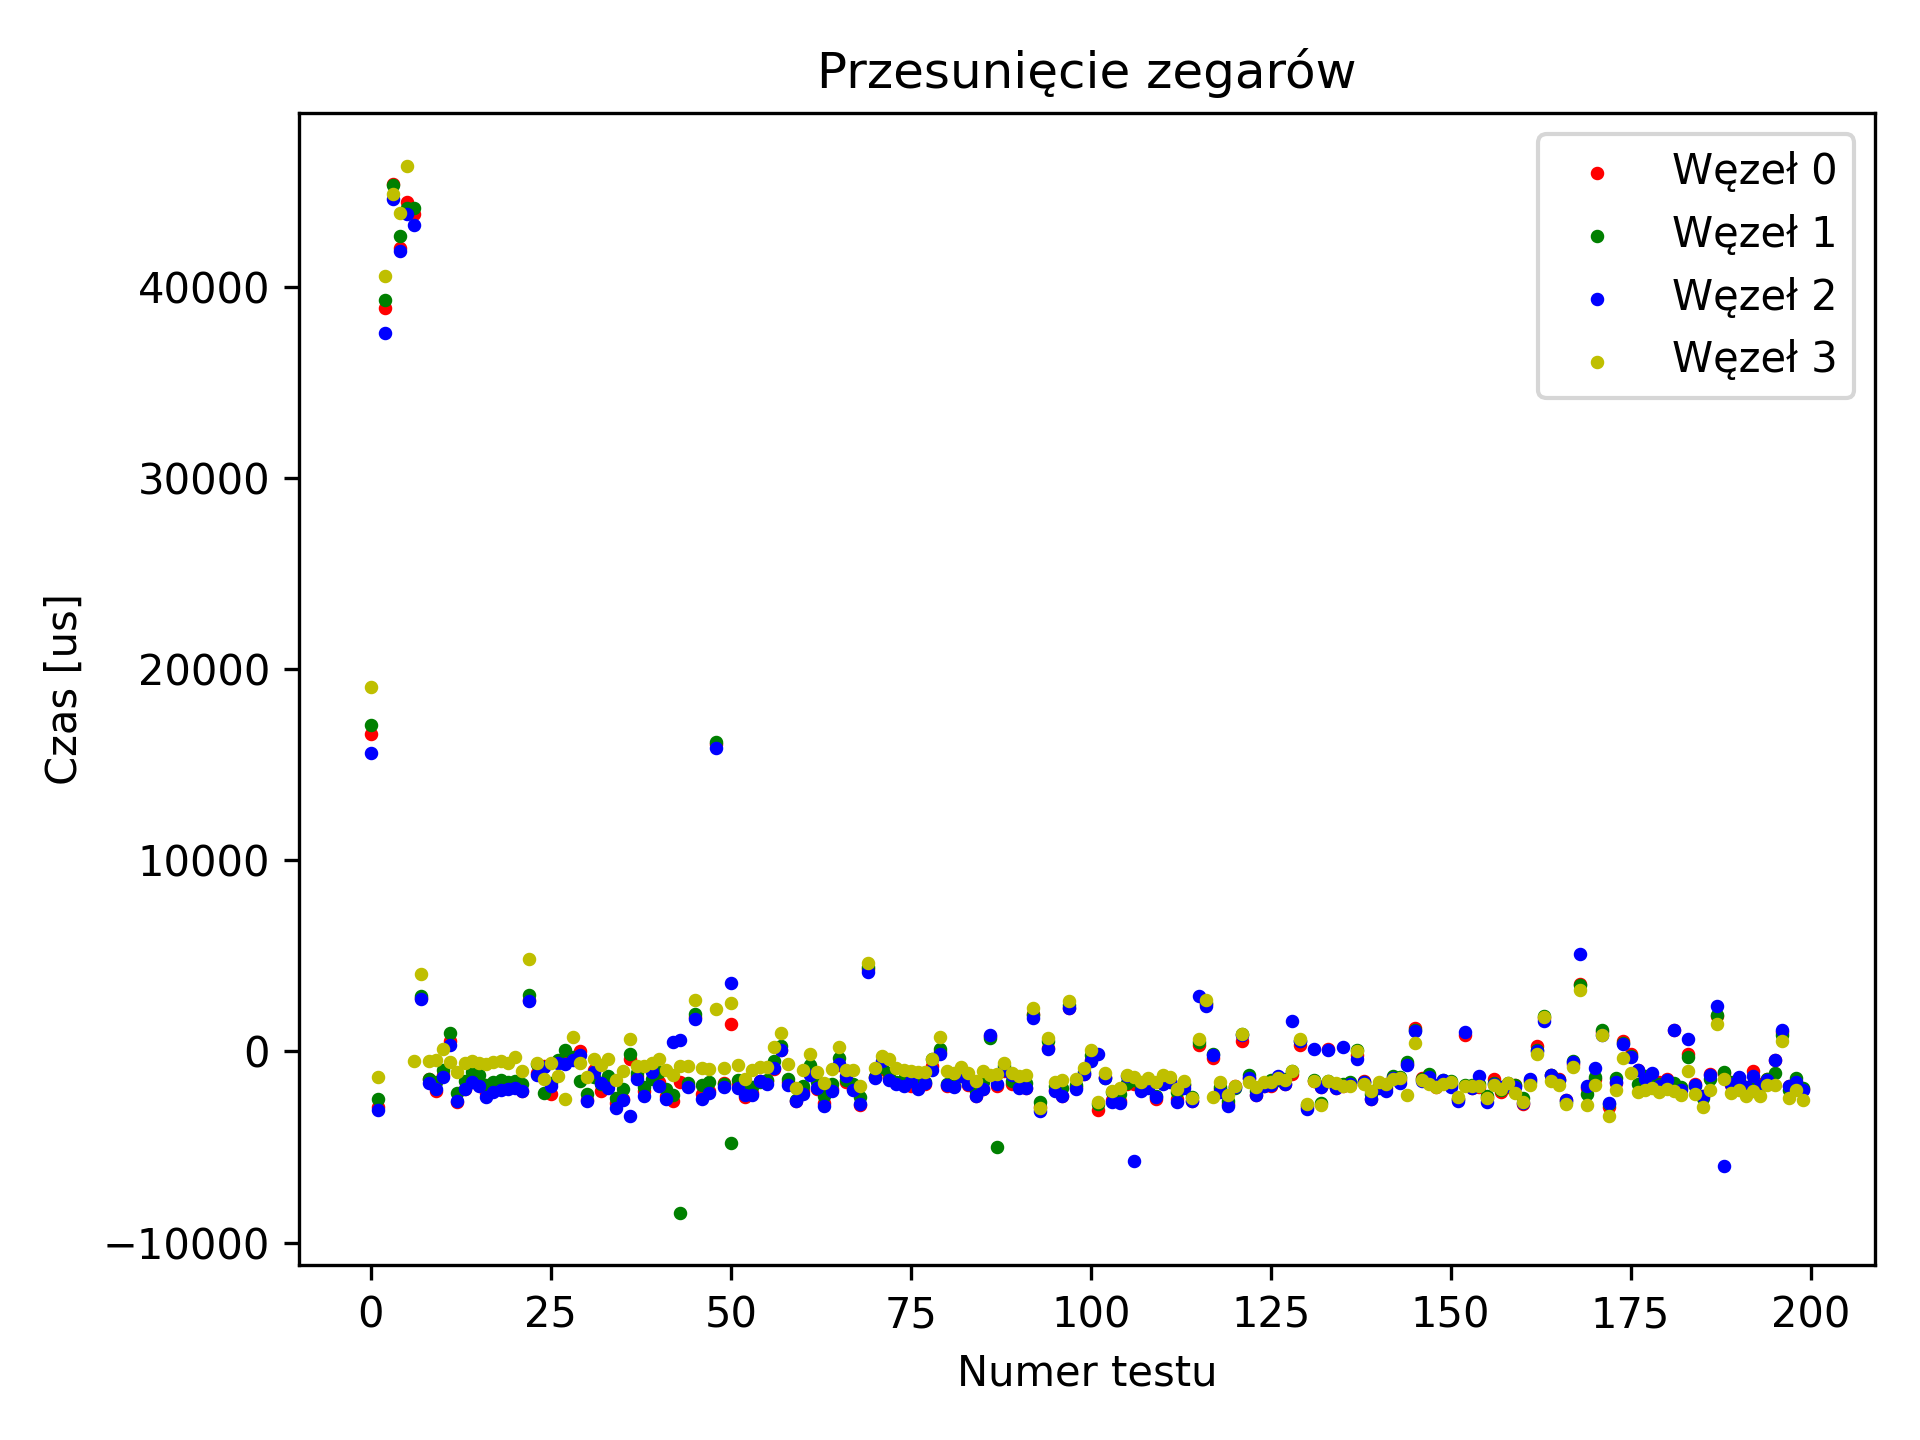 Przesunięcie zegarów
Węzeł 0
Węzeł 1
Węzeł 2
Węzeł 3
40000
30000
20000
10000
0
−10000
Czas [us]
0 25 50 75 100 125 150 175 200
Numer testu